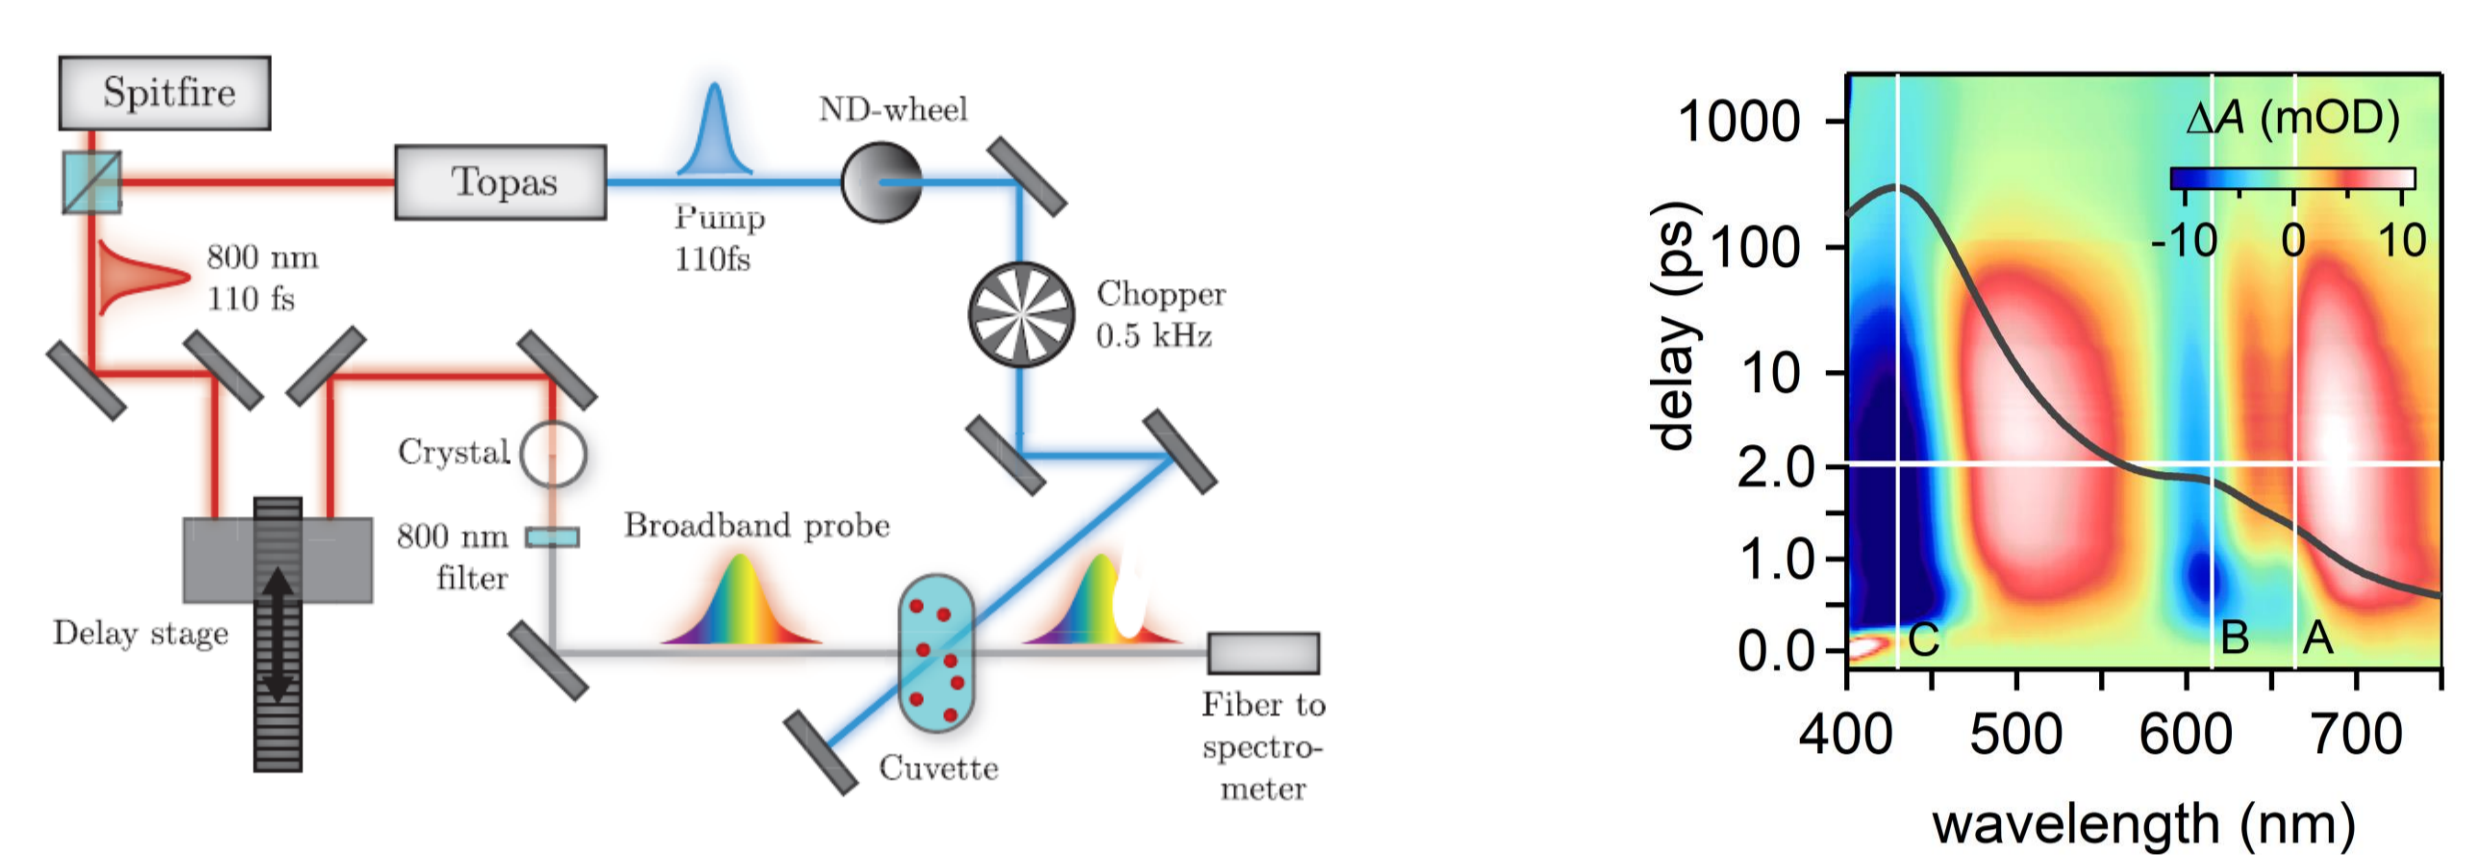 Spitfire
Topas
Pump
110fs
ND-wheel
800 nm
110 fs
Chopper
0.5 kHz
Crystal
800 nm
filter
Broadband probe
Delay stage
Cuvette
Fiber to
spectro-
meter
ΔA (mOD)
-10 0 10
delay (ps)
1000
100
10
2.0
1.0
0.0
C B A
400 500 600 700
wavelength (nm)